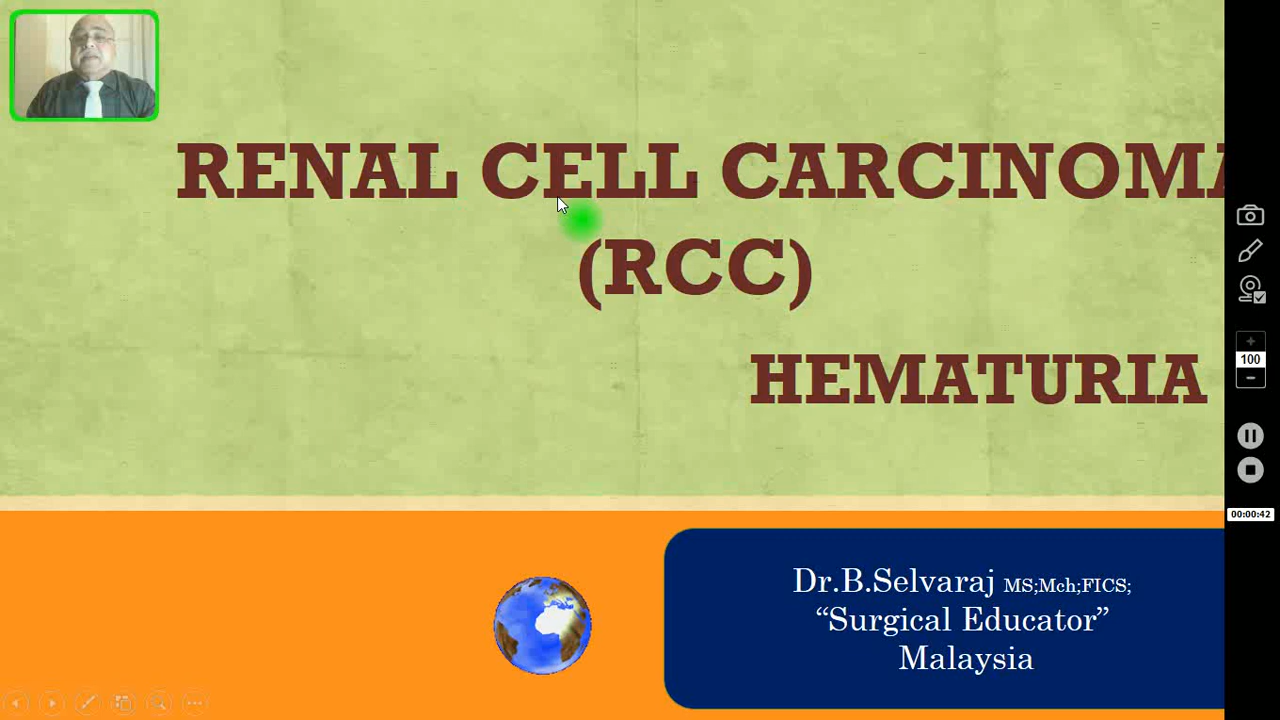 RENAL CELL CARCINOMA
(RCC)
HEMATURIA
Dr.B.Selvaraj MS;Mch;FICS;
“Surgical Educator”
Malaysia
100
00:00:42